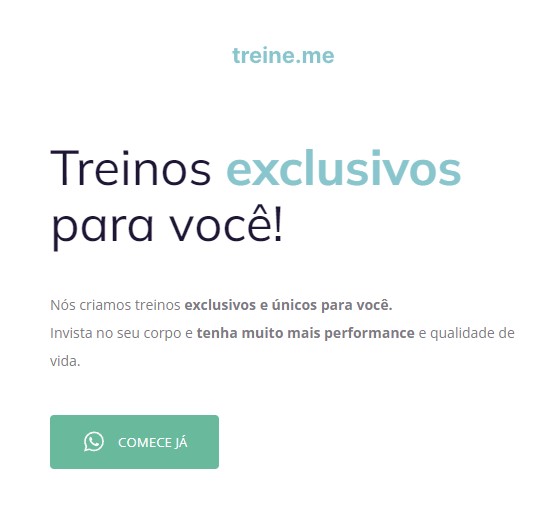 treine.me
Treinos exclusivos
para você!
Nós criamos treinos exclusivos e únicos para você.
Invista no seu corpo e tenha muito mais performance e qualidade de
vida.
COMECE JÁ